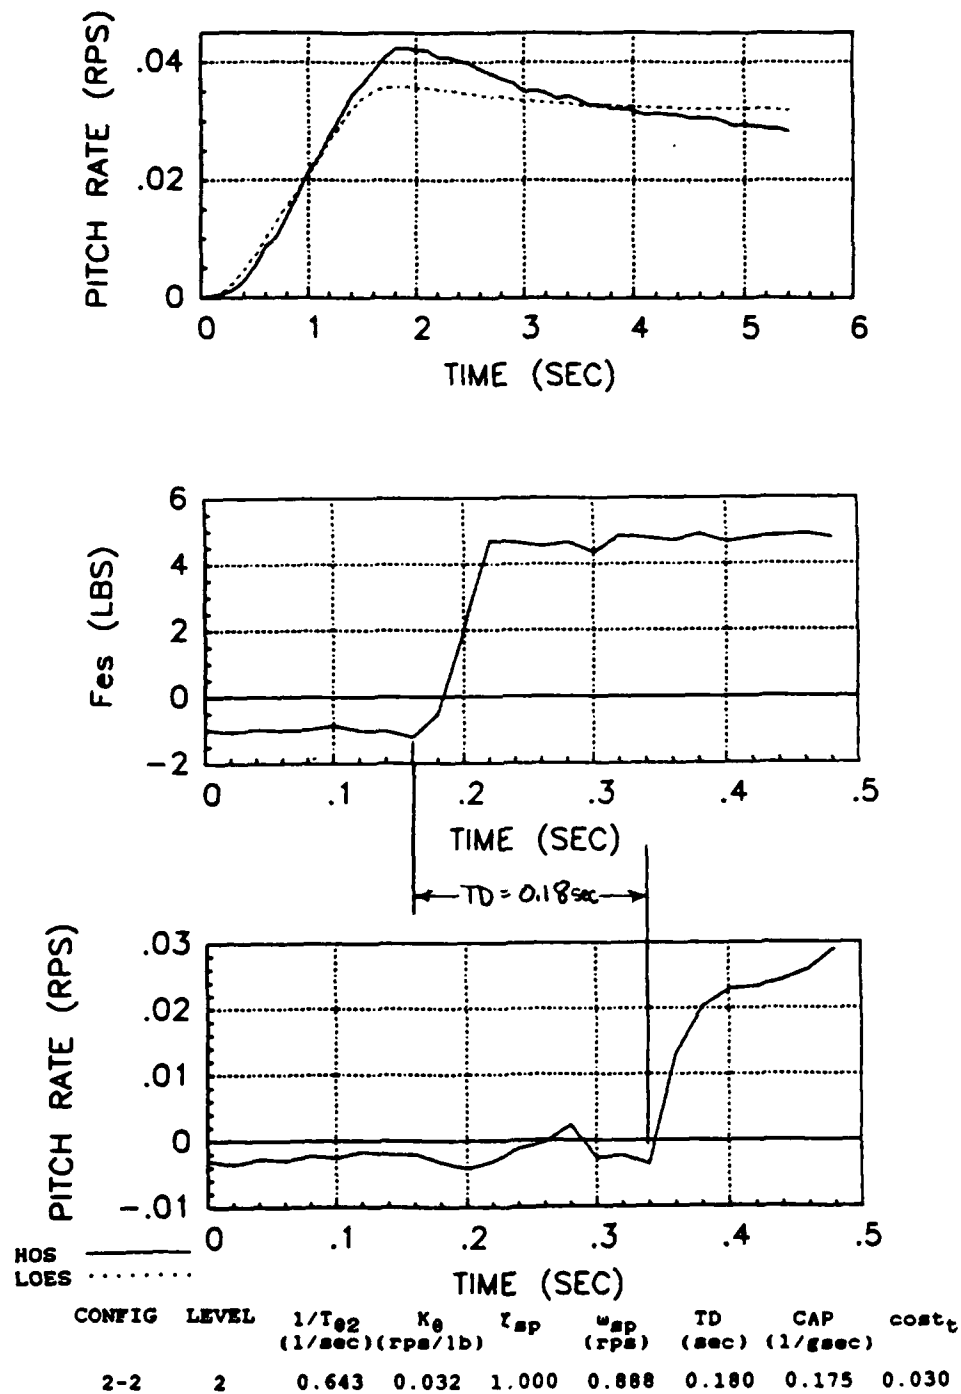 PITCH RATE (RPS)
.04
.02
0
0 1 2 3 4 5 6
TIME (SEC)
Fes (LBS)
6
4
2
0
-2
0 .1 .2 .3 .4 .5
TIME (SEC)
TD = 0.18 sec
PITCH RATE (RPS)
.03
.02
.01
0
-.01
0 .1 .2 .3 .4 .5
TIME (SEC)
HOS
LOES
CONFIG LEVEL 1/Tθ2 Kθ ζsp ωsp TD CAP costt
(1/sec) (rps/lb) (rps) (sec) (1/gsec)
2-2 2 0.643 0.032 1.000 0.888 0.180 0.175 0.030